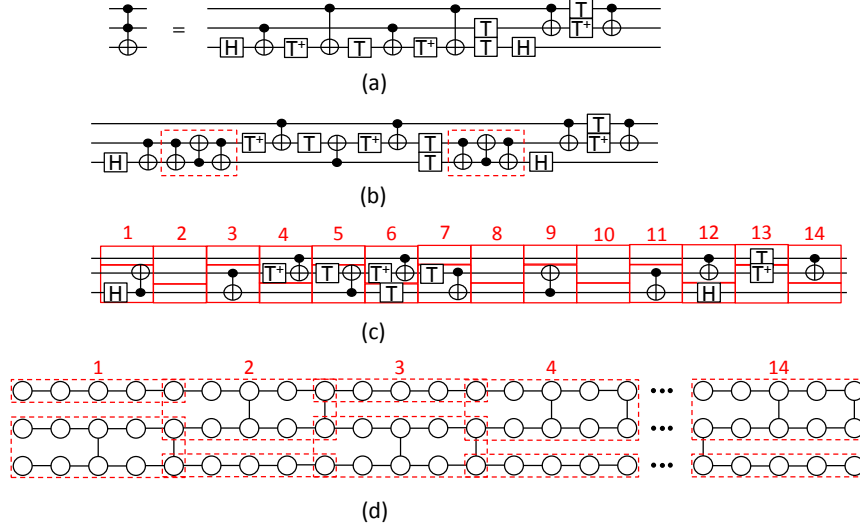 =
T
T
T⁺
H T⁺ T T⁺ T H
(a)
T
T⁺ T T⁺ T T⁺
H T H
(b)
1 2 3 4 5 6 7 8 9 10 11 12 13 14
T
T⁺ T T⁺ T T⁺
H T H
(c)
1 2 3 4 14
••• 
•••
•••
(d)